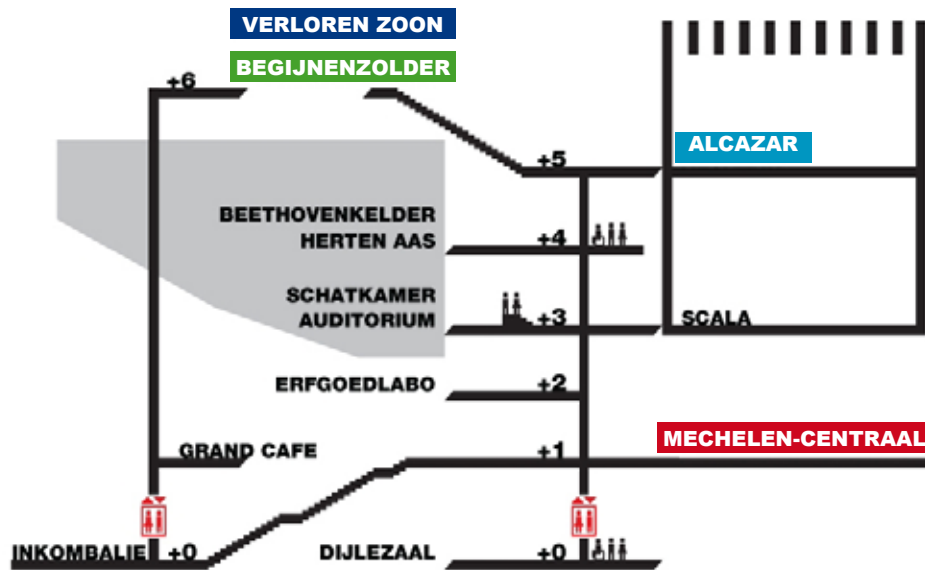 VERLOREN ZOON
BEGIJNENZOLDER
+6
ALCAZAR
+5
BEETHOVENKELDER
HERTEN AAS
+4
SCHATKAMER
AUDITORIUM
+3
SCALA
ERFGOEDLABO
+2
GRAND CAFE
+1
MECHELEN-CENTRAAL
INKOMBALIE
+0
DIJLEZAAL
+0